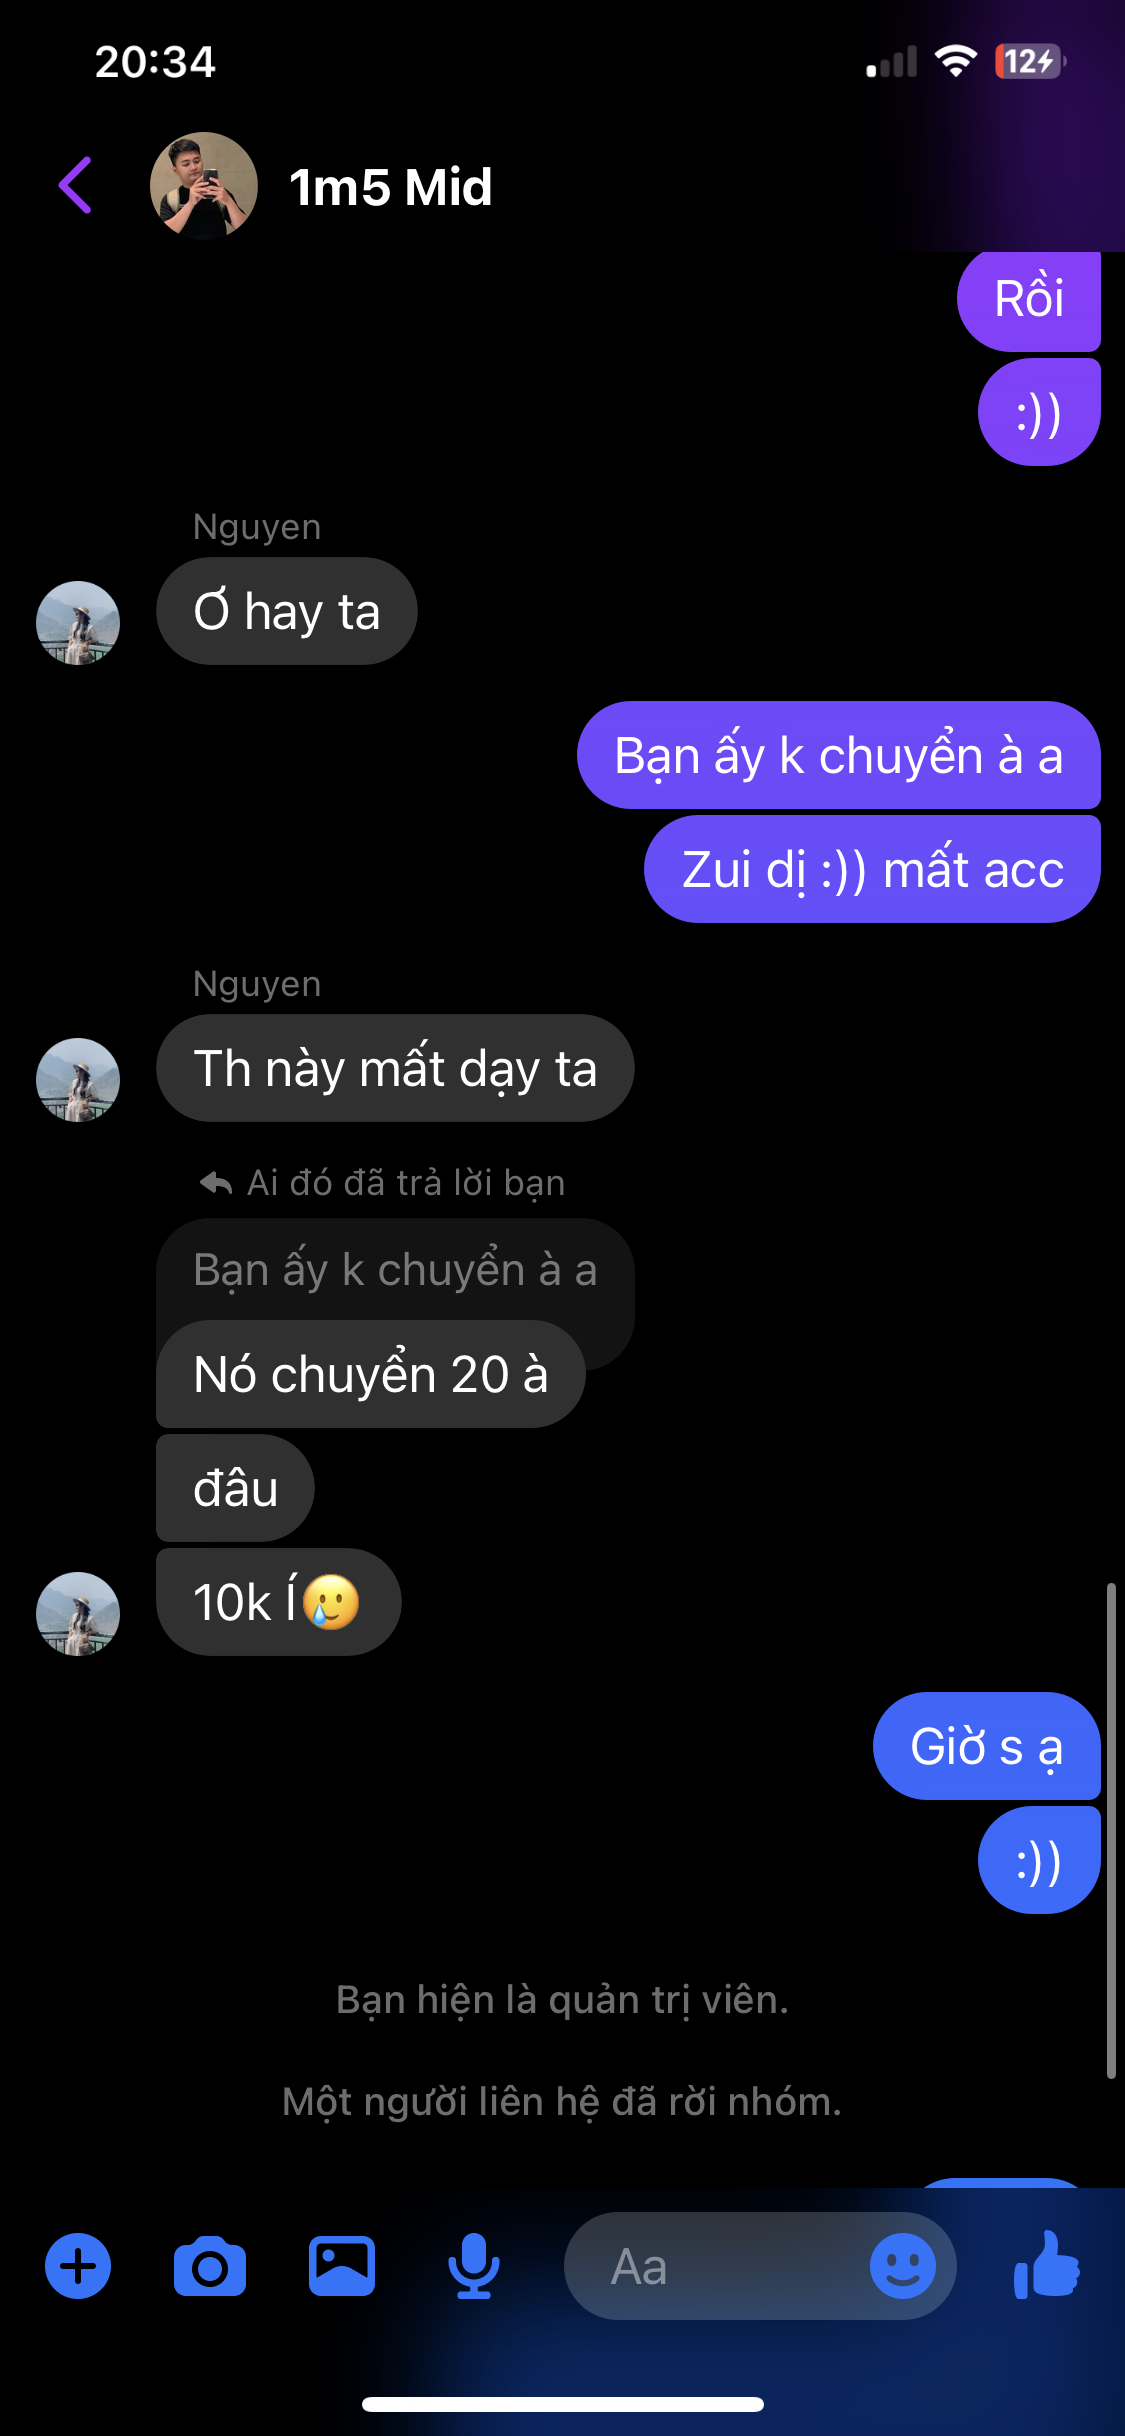 20:34
12
1m5 Mid
Rồi
:))
Nguyen
Ơ hay ta
Bạn ấy k chuyển à a
Zui dị :)) mất acc
Nguyen
Th này mất dạy ta
Ai đó đã trả lời bạn
Bạn ấy k chuyển à a
Nó chuyển 20 à
đâu
10k Í🥲
Giờ s ạ
:))
Bạn hiện là quản trị viên.
Một người liên hệ đã rời nhóm.
Aa